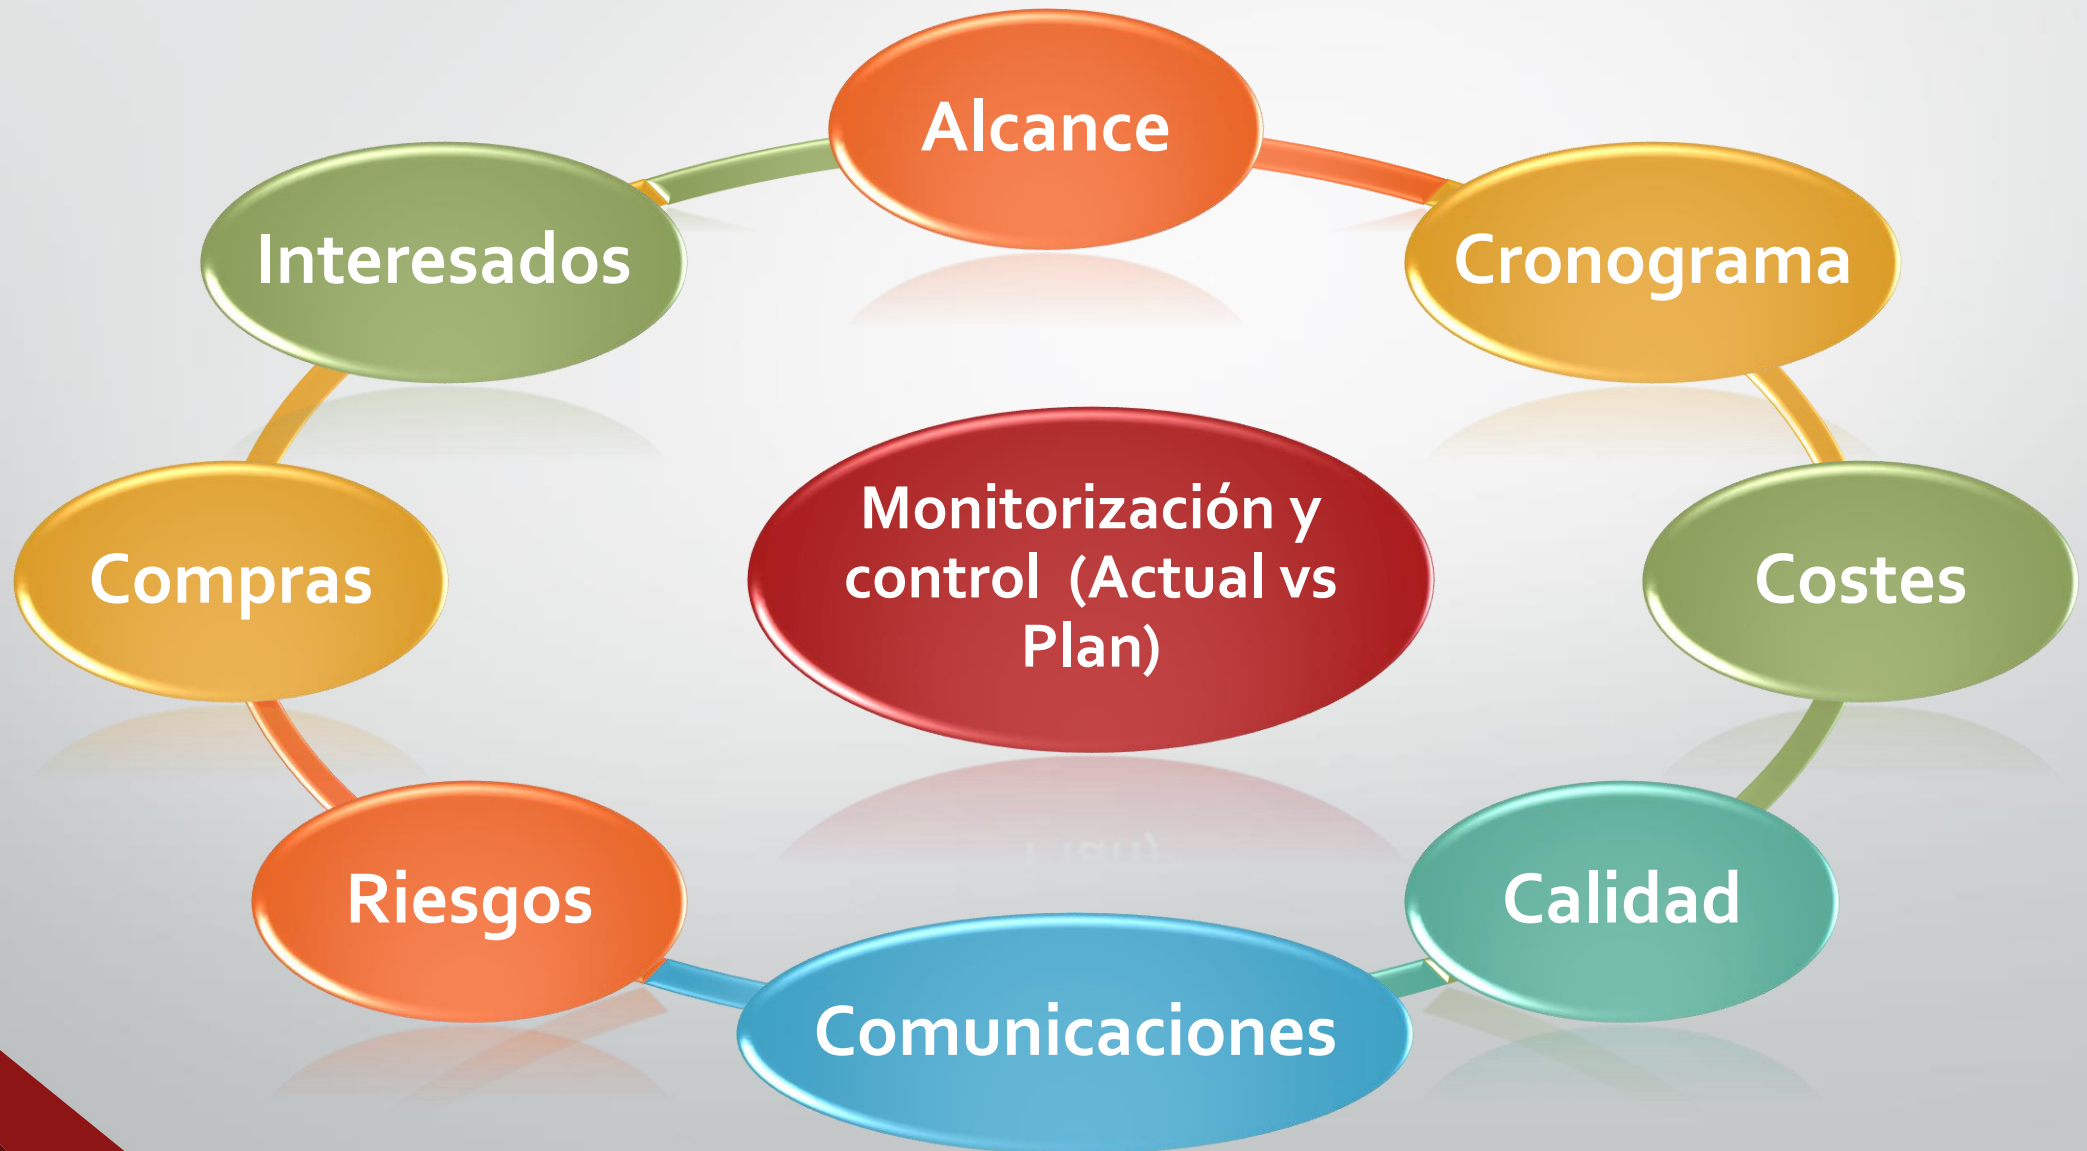 Alcance
Interesados
Cronograma
Monitorización y
control (Actual vs
Plan)
Compras
Costes
Riesgos
Calidad
Comunicaciones